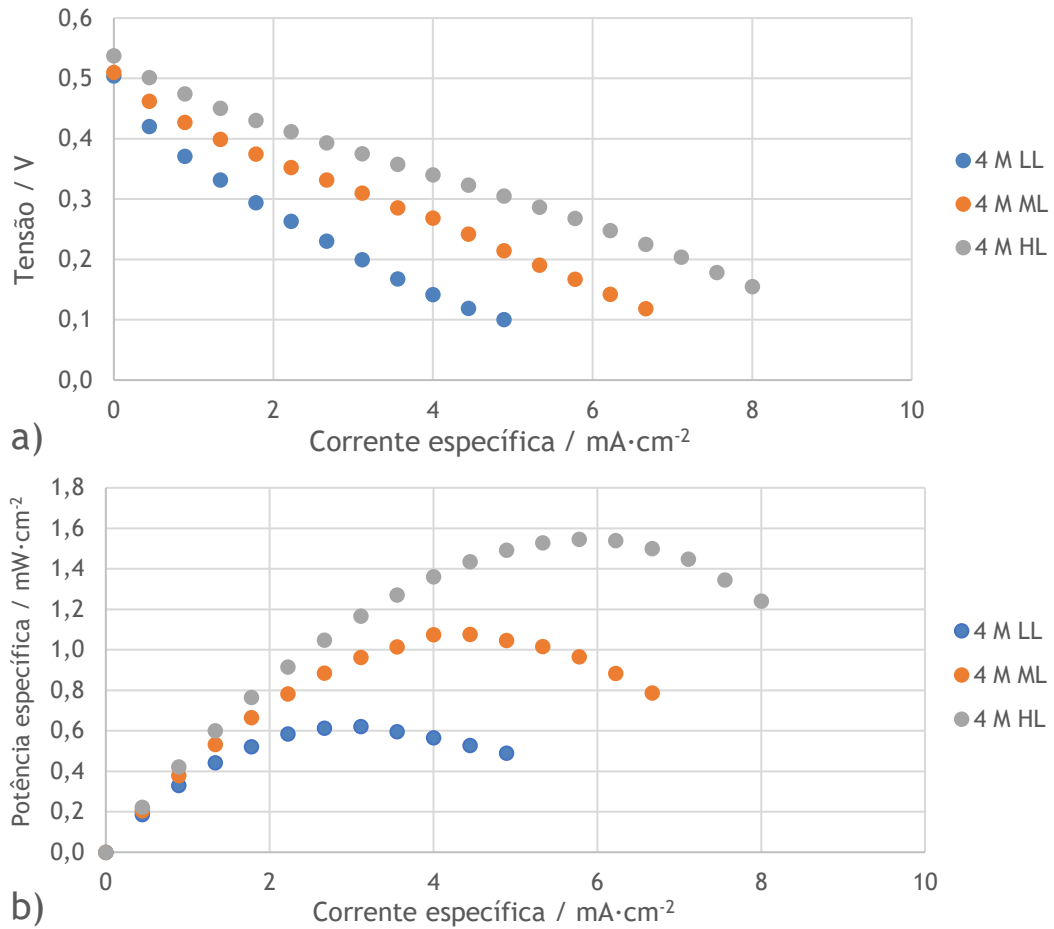 0,6
0,5
0,4
0,3
0,2
0,1
0,0
Tensão / V
0 2 4 6 8 10
Corrente específica / mA·cm⁻²
4 M LL
4 M ML
4 M HL
a)
1,8
1,6
1,4
1,2
1,0
0,8
0,6
0,4
0,2
0,0
Potência específica / mW·cm⁻²
0 2 4 6 8 10
Corrente específica / mA·cm⁻²
4 M LL
4 M ML
4 M HL
b)